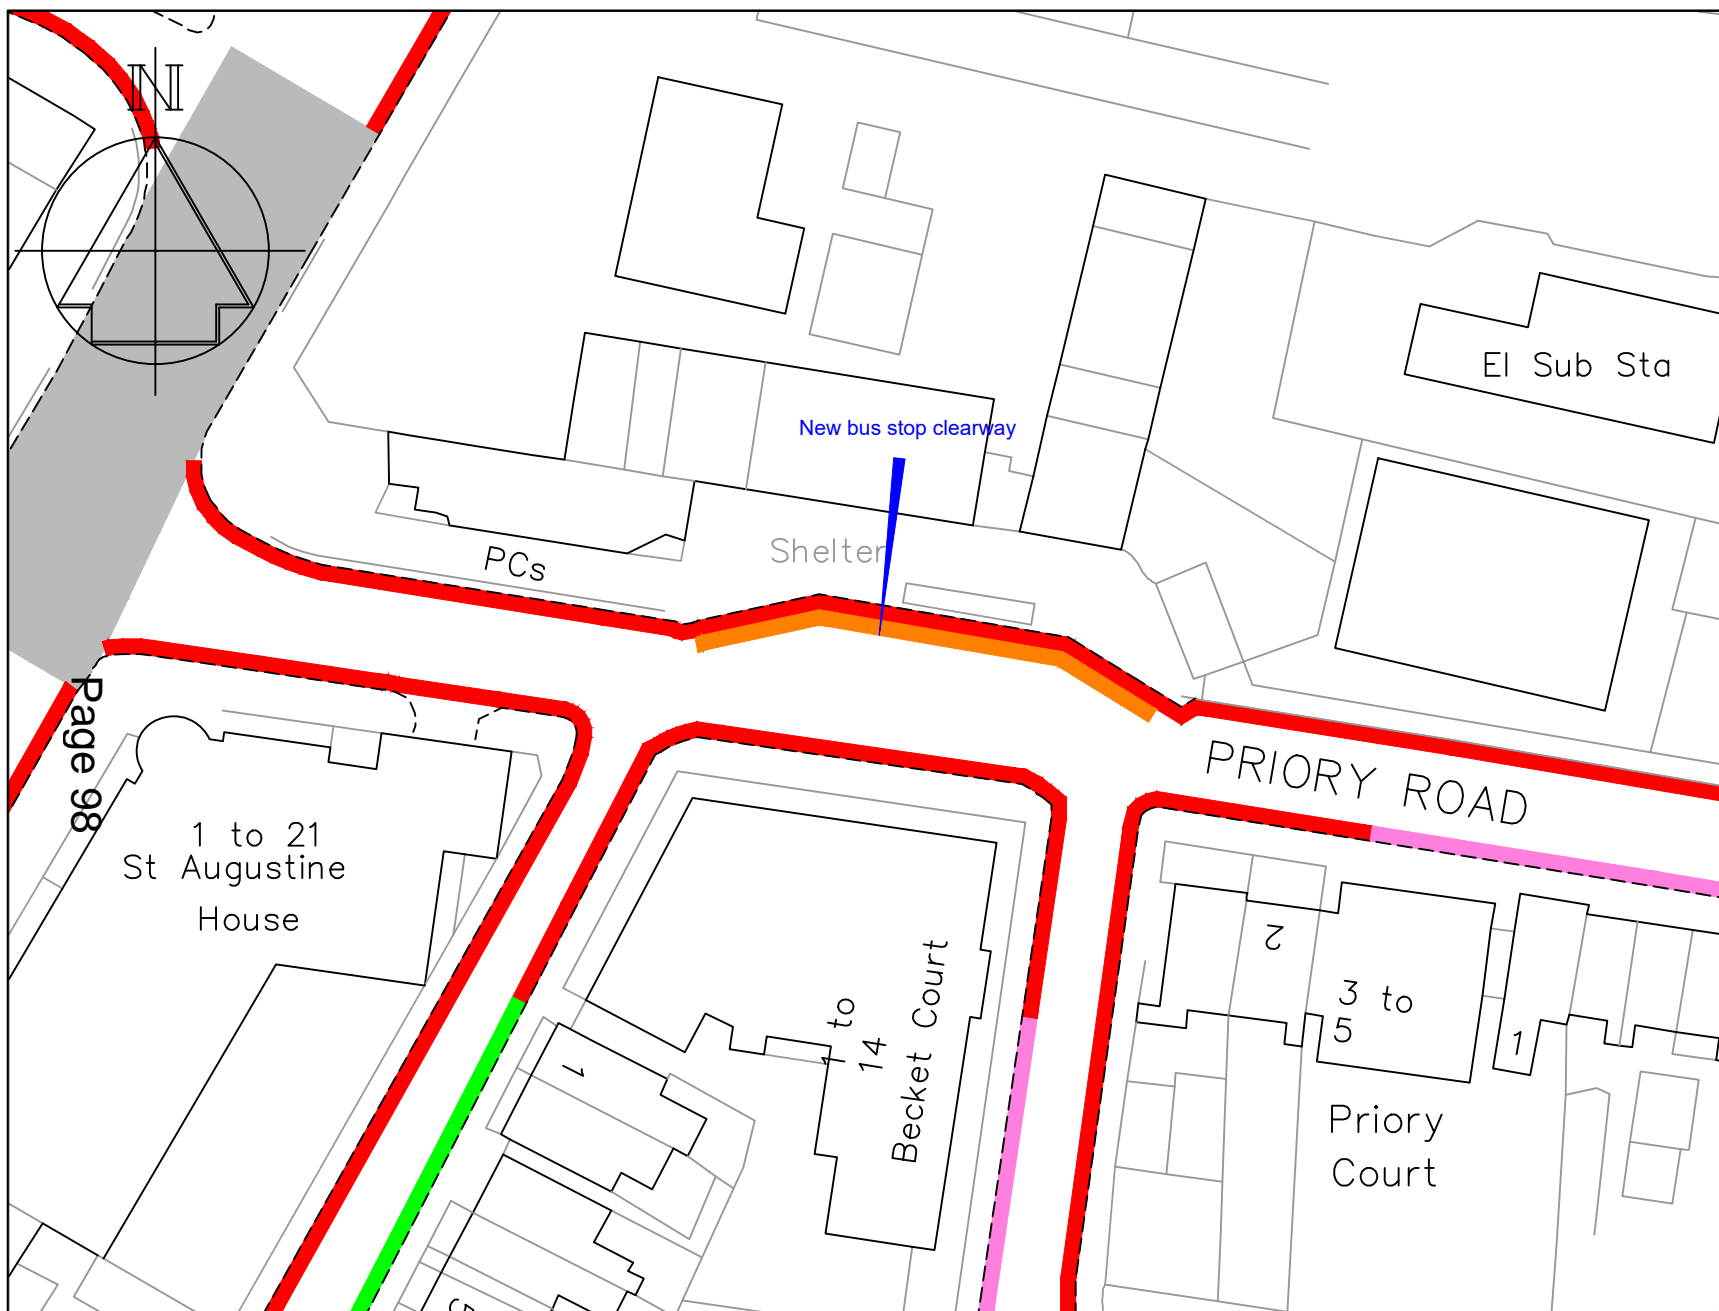 N
El Sub Sta
New bus stop clearway
Shelter
PCs
Page 98
PRIORY ROAD
1 to 21
St Augustine
House
2
3 to
5
1
1 to
14
Becket Court
1
Priory
Court
5